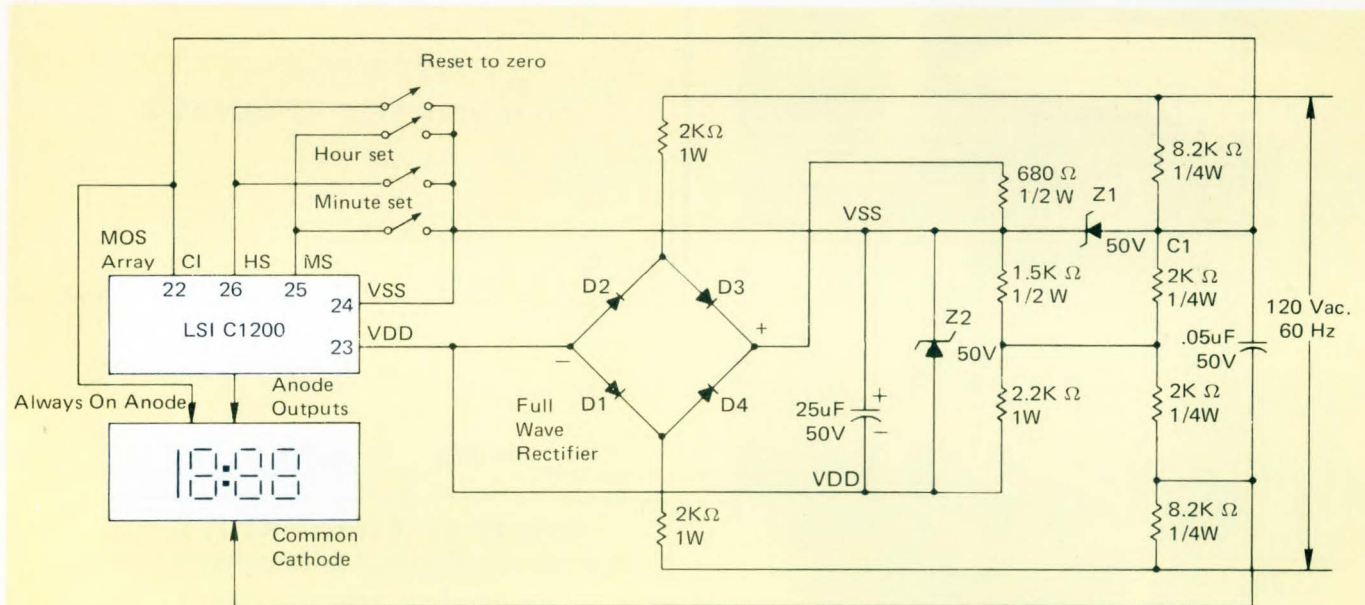 Reset to zero
Hour set
Minute set
MOS
Array
CI
HS
MS
22
26
25
24
VSS
LSI C1200
23
VDD
Always On Anode
Anode
Outputs
18:88
Common
Cathode
2KΩ
1W
D2
D3
D1
D4
−
+
Full
Wave
Rectifier
2KΩ
1W
VSS
VDD
25uF
50V
+
−
Z2
50V
680 Ω
1/2 W
1.5K Ω
1/2 W
2.2K Ω
1W
Z1
50V
8.2K Ω
1/4W
C1
2K Ω
1/4W
2K Ω
1/4W
8.2K Ω
1/4W
.05uF
50V
120 Vac.
60 Hz